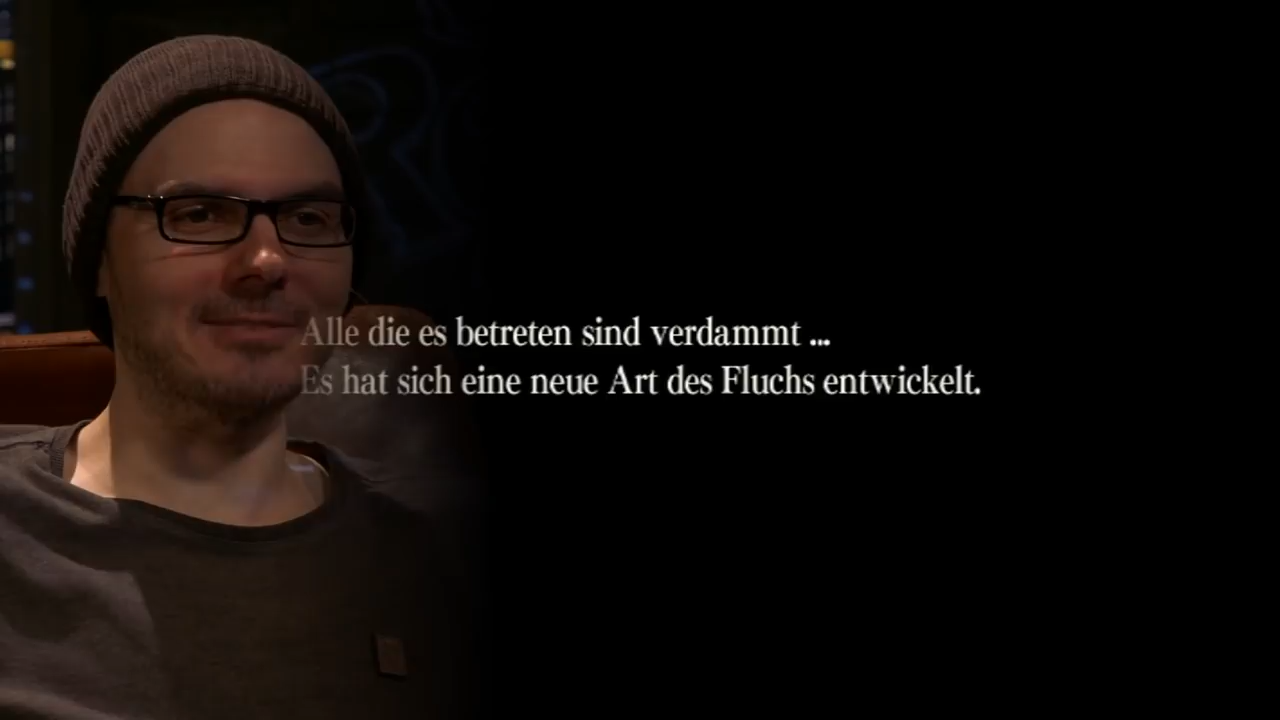 Alle die es betreten sind verdammt ...
Es hat sich eine neue Art des Fluchs entwickelt.